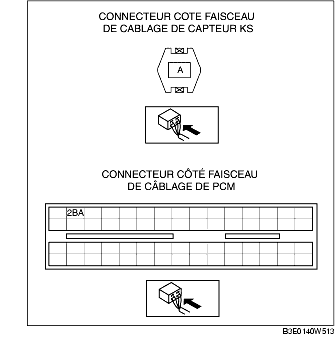 CONNECTEUR COTE FAISCEAU
DE CABLAGE DE CAPTEUR KS
A
CONNECTEUR CÔTÉ FAISCEAU
DE CÂBLAGE DE PCM
2BA
B3E0140W513